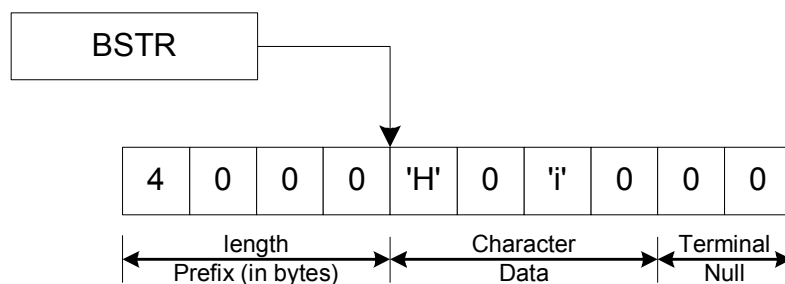 BSTR
4 0 0 0 'H' 0 'i' 0 0 0
length Character Terminal
Prefix (in bytes) Data Null